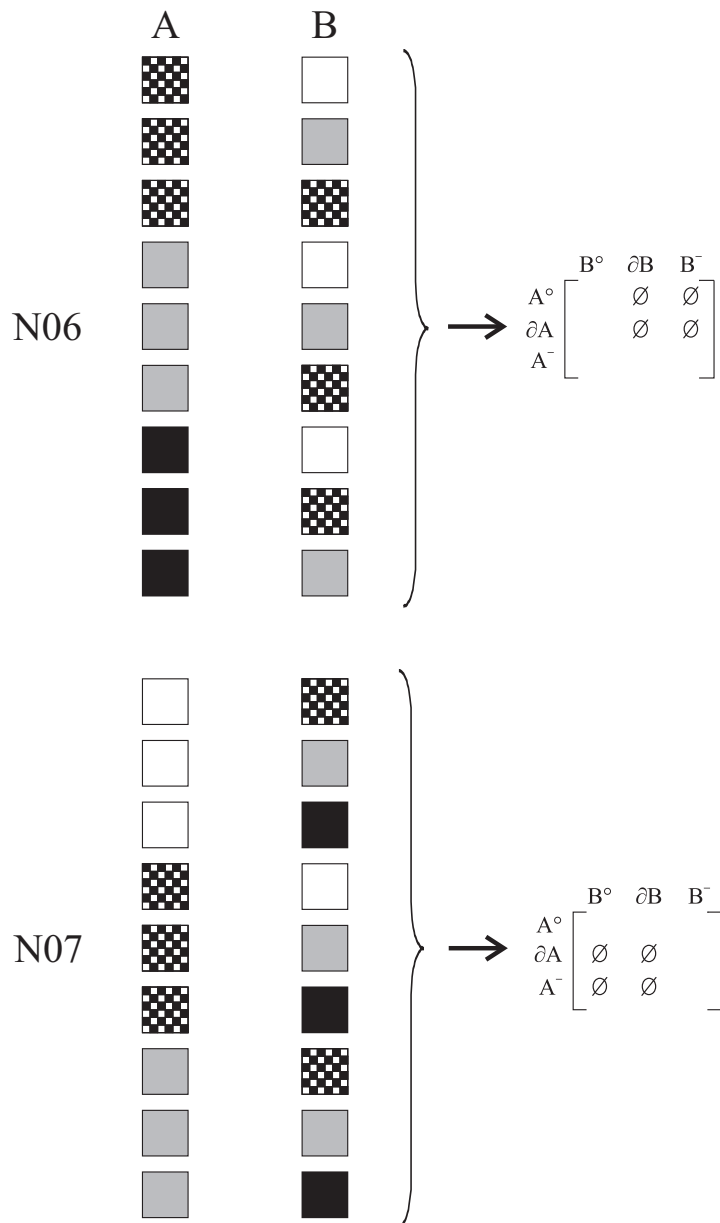 A B
B° ∂B B⁻
A° ∅ ∅
N06 ∂A ∅ ∅
A⁻
B° ∂B B⁻
A°
N07 ∂A ∅ ∅
A⁻ ∅ ∅